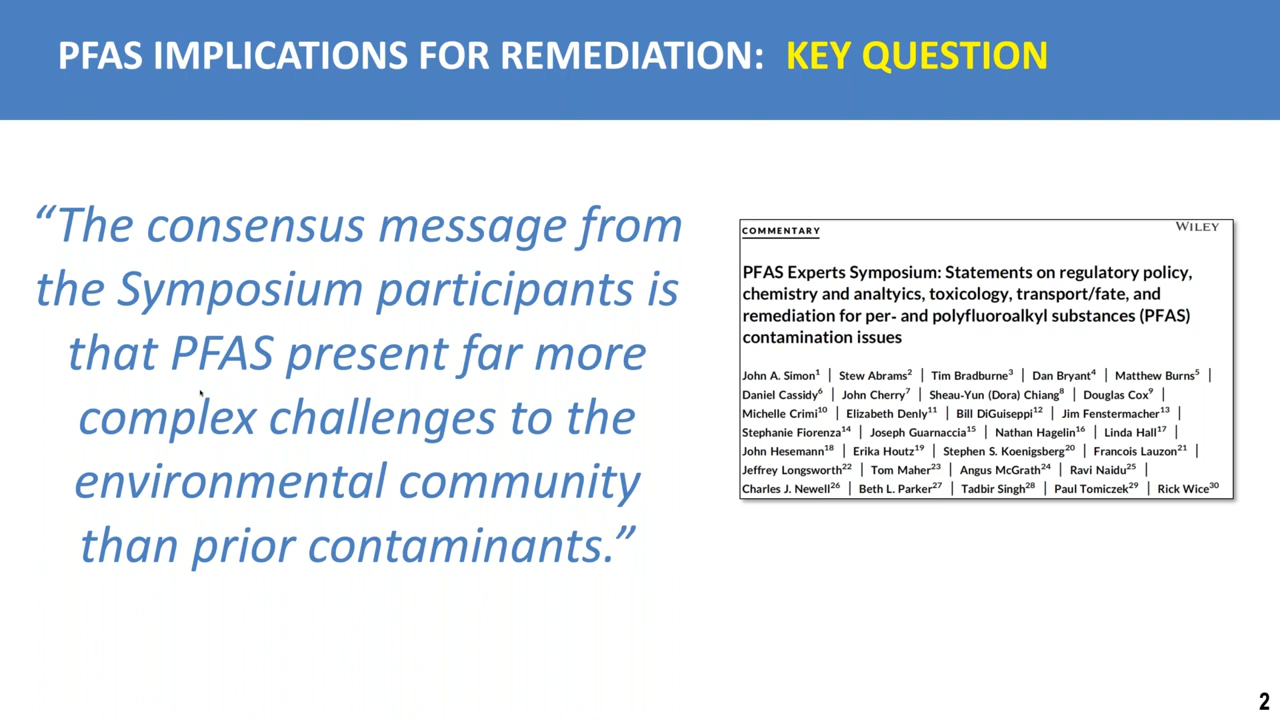 PFAS IMPLICATIONS FOR REMEDIATION: KEY QUESTION
“The consensus message from
the Symposium participants is
that PFAS present far more
complex challenges to the
environmental community
than prior contaminants.”
COMMENTARY
WILEY
PFAS Experts Symposium: Statements on regulatory policy,
chemistry and analtyics, toxicology, transport/fate, and
remediation for per- and polyfluoroalkyl substances (PFAS)
contamination issues
John A. Simon¹ | Stew Abrams² | Tim Bradburne³ | Dan Bryant⁴ | Matthew Burns⁵ |
Daniel Cassidy⁶ | John Cherry⁷ | Sheau-Yun (Dora) Chiang⁸ | Douglas Cox⁹ |
Michelle Crimi¹⁰ | Elizabeth Denly¹¹ | Bill DiGuiseppi¹² | Jim Fenstermacher¹³ |
Stephanie Fiorenza¹⁴ | Joseph Guarnaccia¹⁵ | Nathan Hagelin¹⁶ | Linda Hall¹⁷ |
John Hesemann¹⁸ | Erika Houtz¹⁹ | Stephen S. Koenigsberg²⁰ | Francois Lauzon²¹ |
Jeffrey Longsworth²² | Tom Maher²³ | Angus McGrath²⁴ | Ravi Naidu²⁵ |
Charles J. Newell²⁶ | Beth L. Parker²⁷ | Tadbir Singh²⁸ | Paul Tomiczek²⁹ | Rick Wice³⁰
2